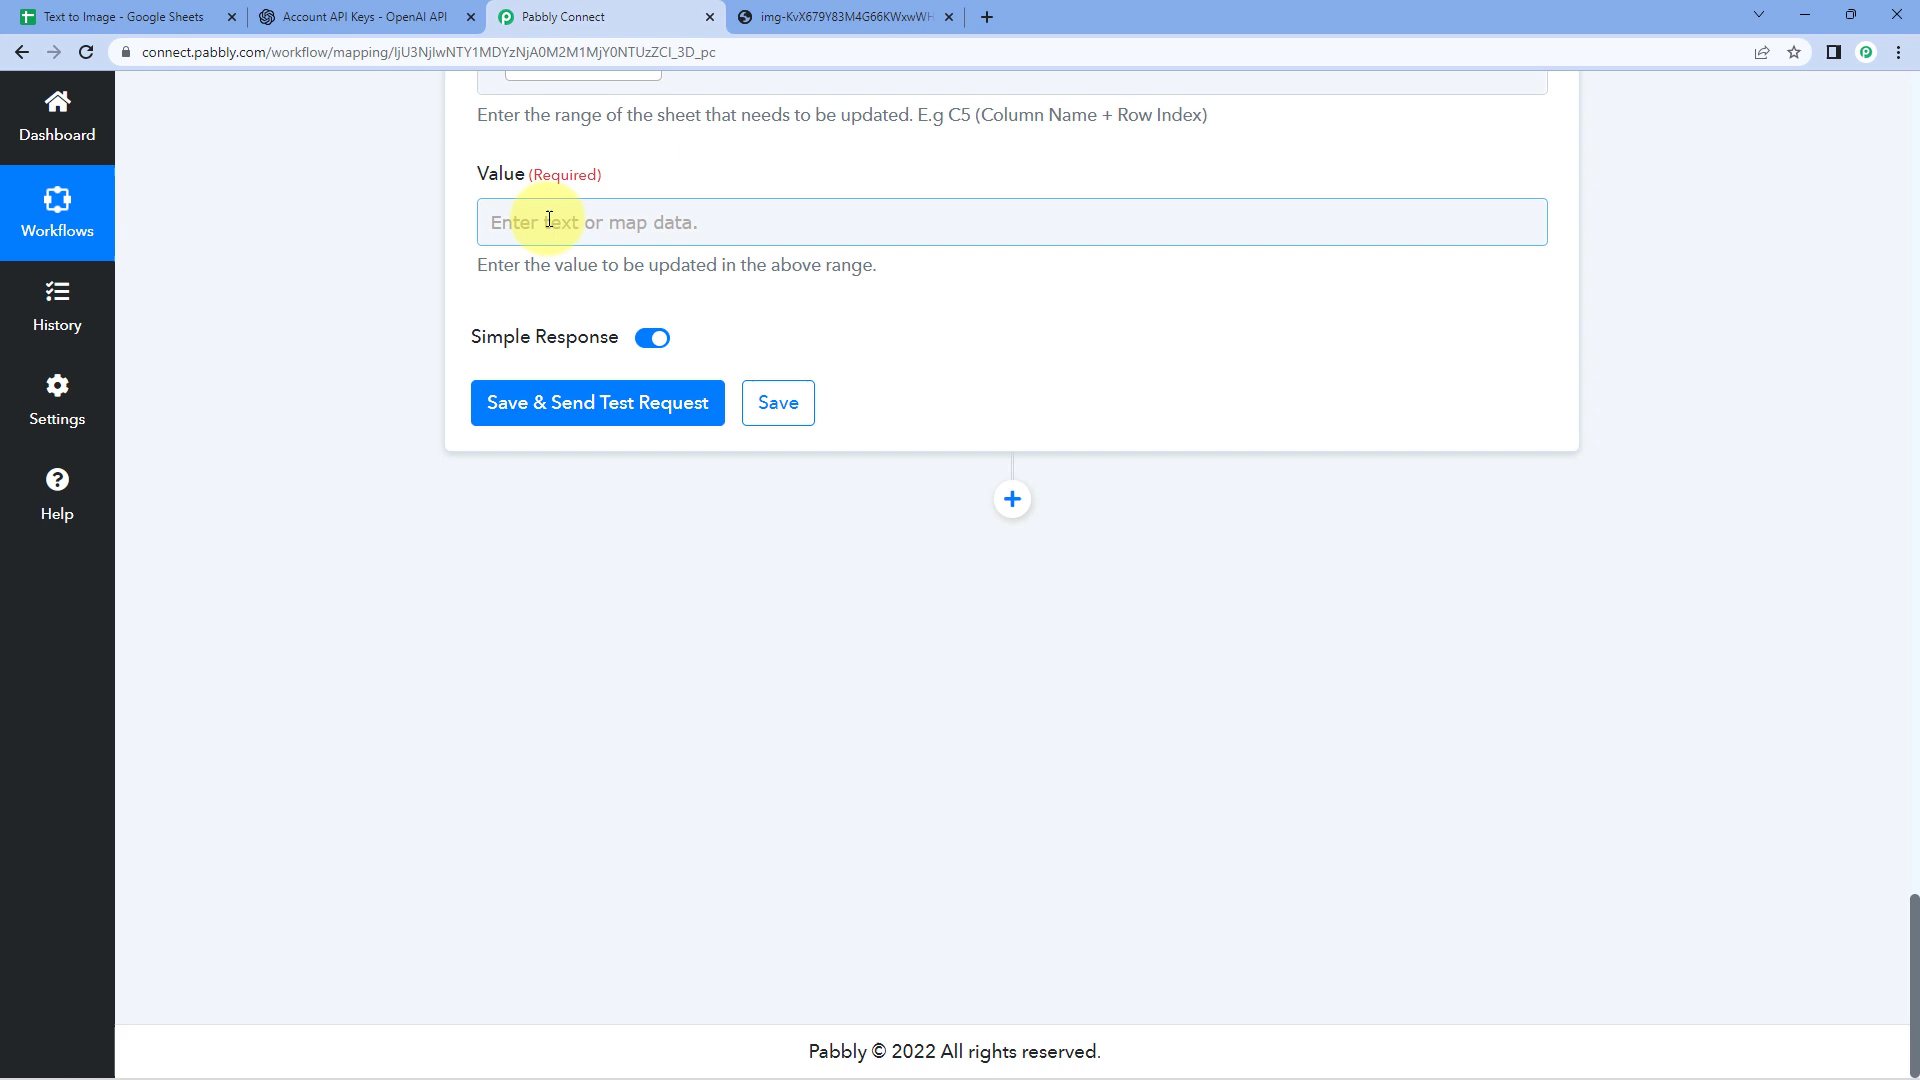 Text to Image - Google Sheets
Account API Keys - OpenAI API
Pabbly Connect
img-KvX679Y83M4G66KWxwWH
connect.pabbly.com/workflow/mapping/IjU3NjIwNTY1MDYzNjA0M2M1MjY0NTUzZCI_3D_pc
Dashboard
Workflows
History
Settings
Help
Enter the range of the sheet that needs to be updated. E.g C5 (Column Name + Row Index)
Value (Required)
Enter text or map data.
Enter the value to be updated in the above range.
Simple Response
Save & Send Test Request
Save
Pabbly © 2022 All rights reserved.